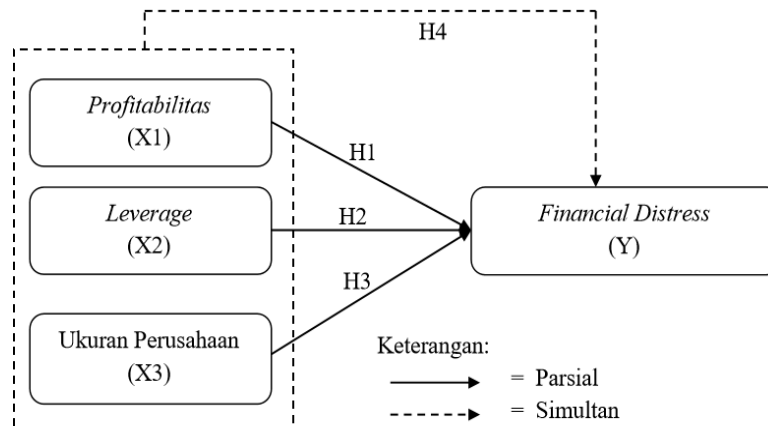 H4
Profitabilitas
(X1)
H1
Leverage
(X2)
H2
Financial Distress
(Y)
H3
Ukuran Perusahaan
(X3)
Keterangan:
= Parsial
= Simultan